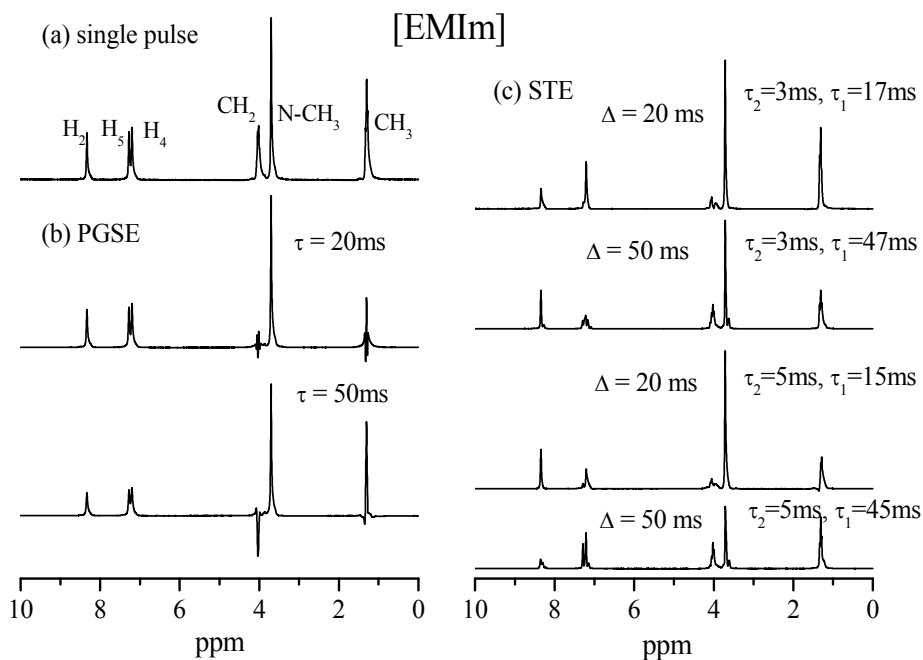 [EMIm]
(a) single pulse
H₂
H₅
H₄
CH₂
N-CH₃
CH₃
(b) PGSE
τ = 20ms
τ = 50ms
10 8 6 4 2 0
ppm
(c) STE
Δ = 20 ms
τ₂=3ms, τ₁=17ms
Δ = 50 ms
τ₂=3ms, τ₁=47ms
Δ = 20 ms
τ₂=5ms, τ₁=15ms
Δ = 50 ms
τ₂=5ms, τ₁=45ms
10 8 6 4 2 0
ppm